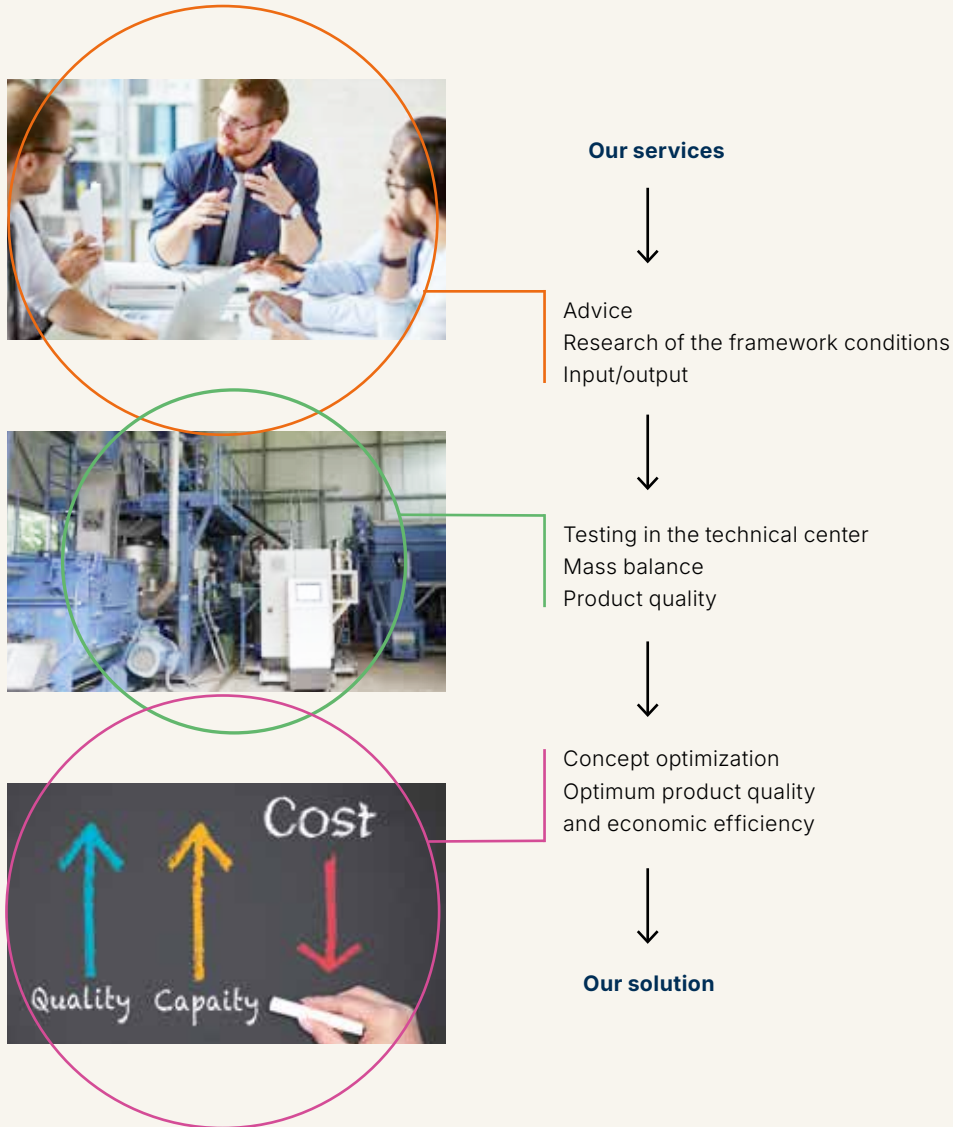 Our services
Advice
Research of the framework conditions
Input/output
Testing in the technical center
Mass balance
Product quality
Concept optimization
Optimum product quality
and economic efficiency
Cost
Quality Capaity
Our solution